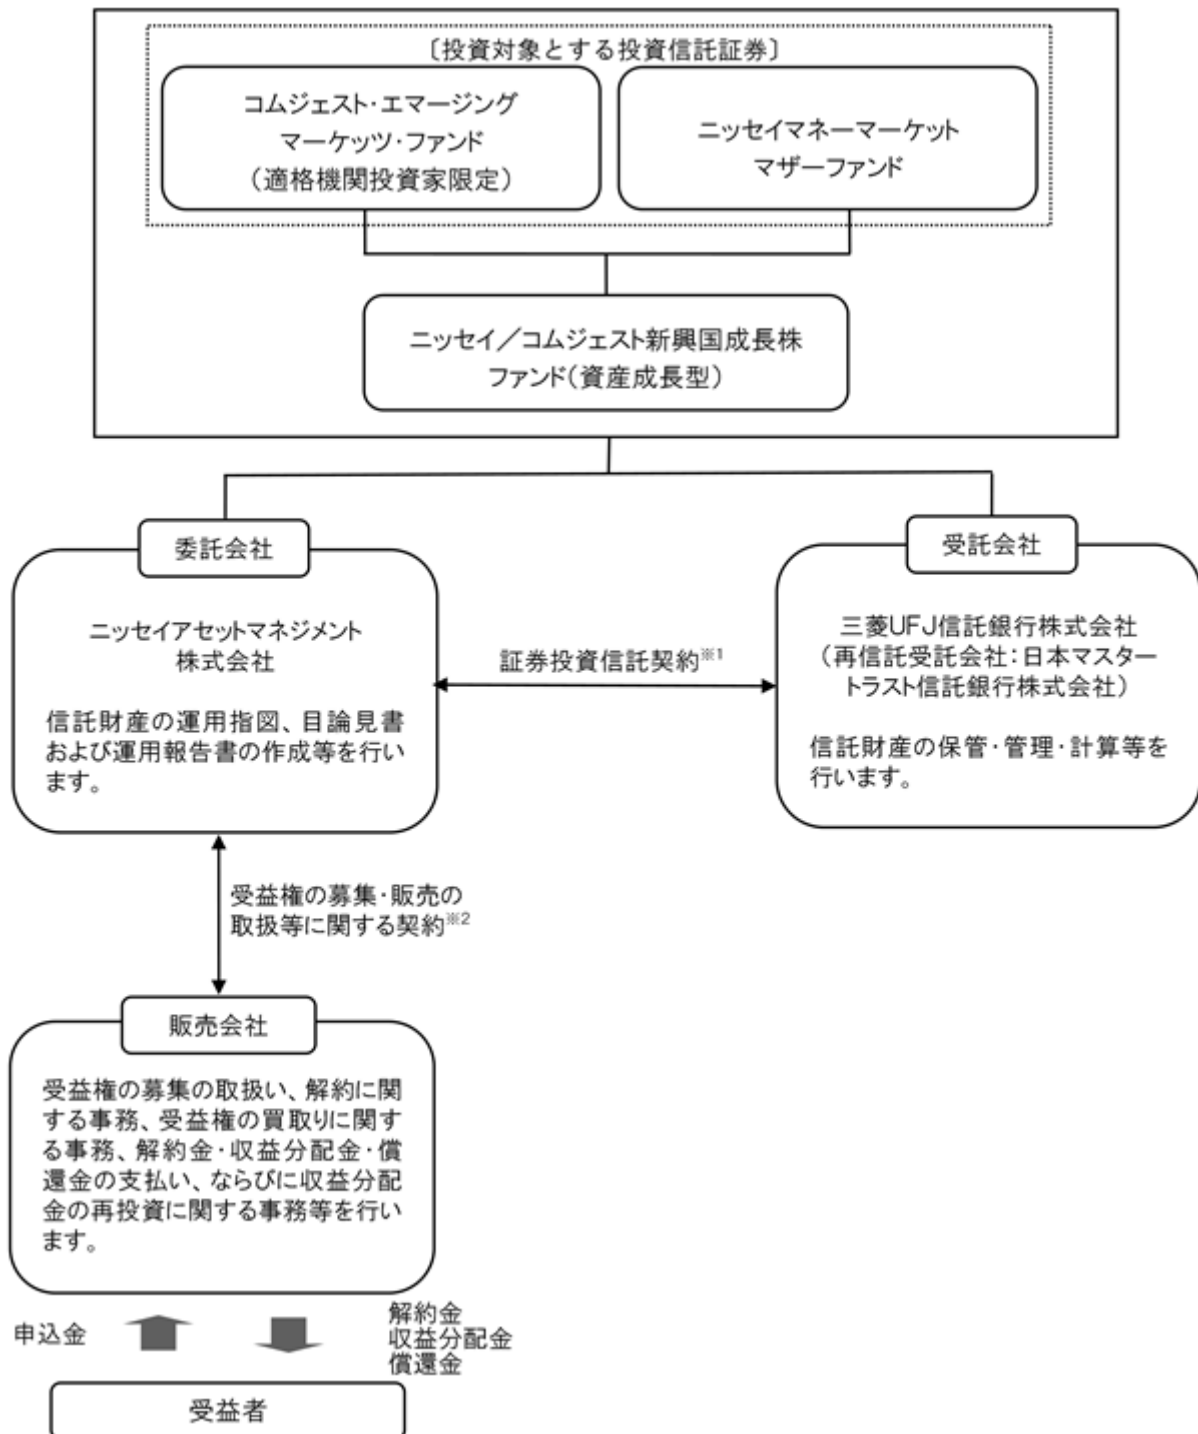 〔投資対象とする投資信託証券〕
コムジェスト・エマージング
マーケッツ・ファンド
（適格機関投資家限定）
ニッセイマネーマーケット
マザーファンド
ニッセイ／コムジェスト新興国成長株
ファンド（資産成長型）
委託会社
ニッセイアセットマネジメント
株式会社
信託財産の運用指図、目論見書
および運用報告書の作成等を行い
ます。
証券投資信託契約※1
受託会社
三菱UFJ信託銀行株式会社
（再信託受託会社：日本マスター
トラスト信託銀行株式会社）
信託財産の保管・管理・計算等を
行います。
受益権の募集・販売の
取扱等に関する契約※2
販売会社
受益権の募集の取扱い、解約に関
する事務、受益権の買取りに関す
る事務、解約金・収益分配金・償
還金の支払い、ならびに収益分配
金の再投資に関する事務等を行い
ます。
申込金
解約金
収益分配金
償還金
受益者